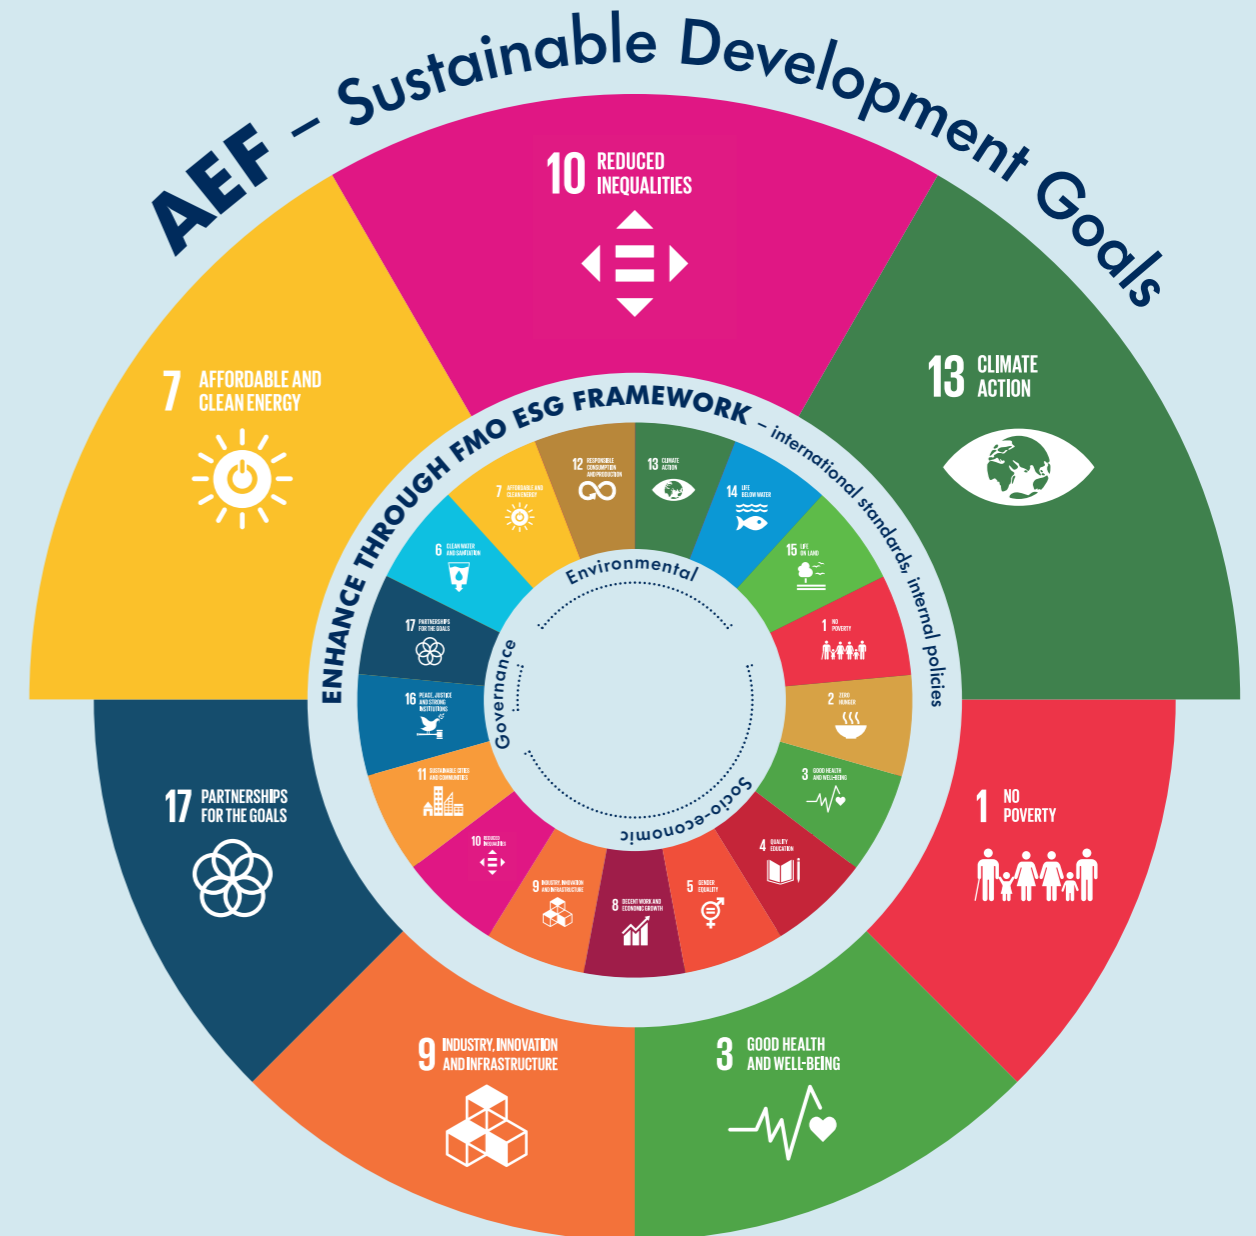 AEF – Sustainable Development Goals
10 REDUCED
INEQUALITIES
7 AFFORDABLE AND
CLEAN ENERGY
13 CLIMATE
ACTION
17 PARTNERSHIPS
FOR THE GOALS
1 NO
POVERTY
9 INDUSTRY, INNOVATION
AND INFRASTRUCTURE
3 GOOD HEALTH
AND WELL-BEING
ENHANCE THROUGH FMO ESG FRAMEWORK – international standards, internal policies
12 RESPONSIBLE
CONSUMPTION
AND PRODUCTION
13 CLIMATE
ACTION
14 LIFE
BELOW WATER
15 LIFE
ON LAND
1 NO
POVERTY
2 ZERO
HUNGER
3 GOOD HEALTH
AND WELL-BEING
4 QUALITY
EDUCATION
5 GENDER
EQUALITY
8 DECENT WORK AND
ECONOMIC GROWTH
9 INDUSTRY, INNOVATION
AND INFRASTRUCTURE
10 REDUCED
INEQUALITIES
11 SUSTAINABLE CITIES
AND COMMUNITIES
16 PEACE, JUSTICE
AND STRONG
INSTITUTIONS
17 PARTNERSHIPS
FOR THE GOALS
6 CLEAN WATER
AND SANITATION
7 AFFORDABLE AND
CLEAN ENERGY
Environmental
Governance
Socio-economic